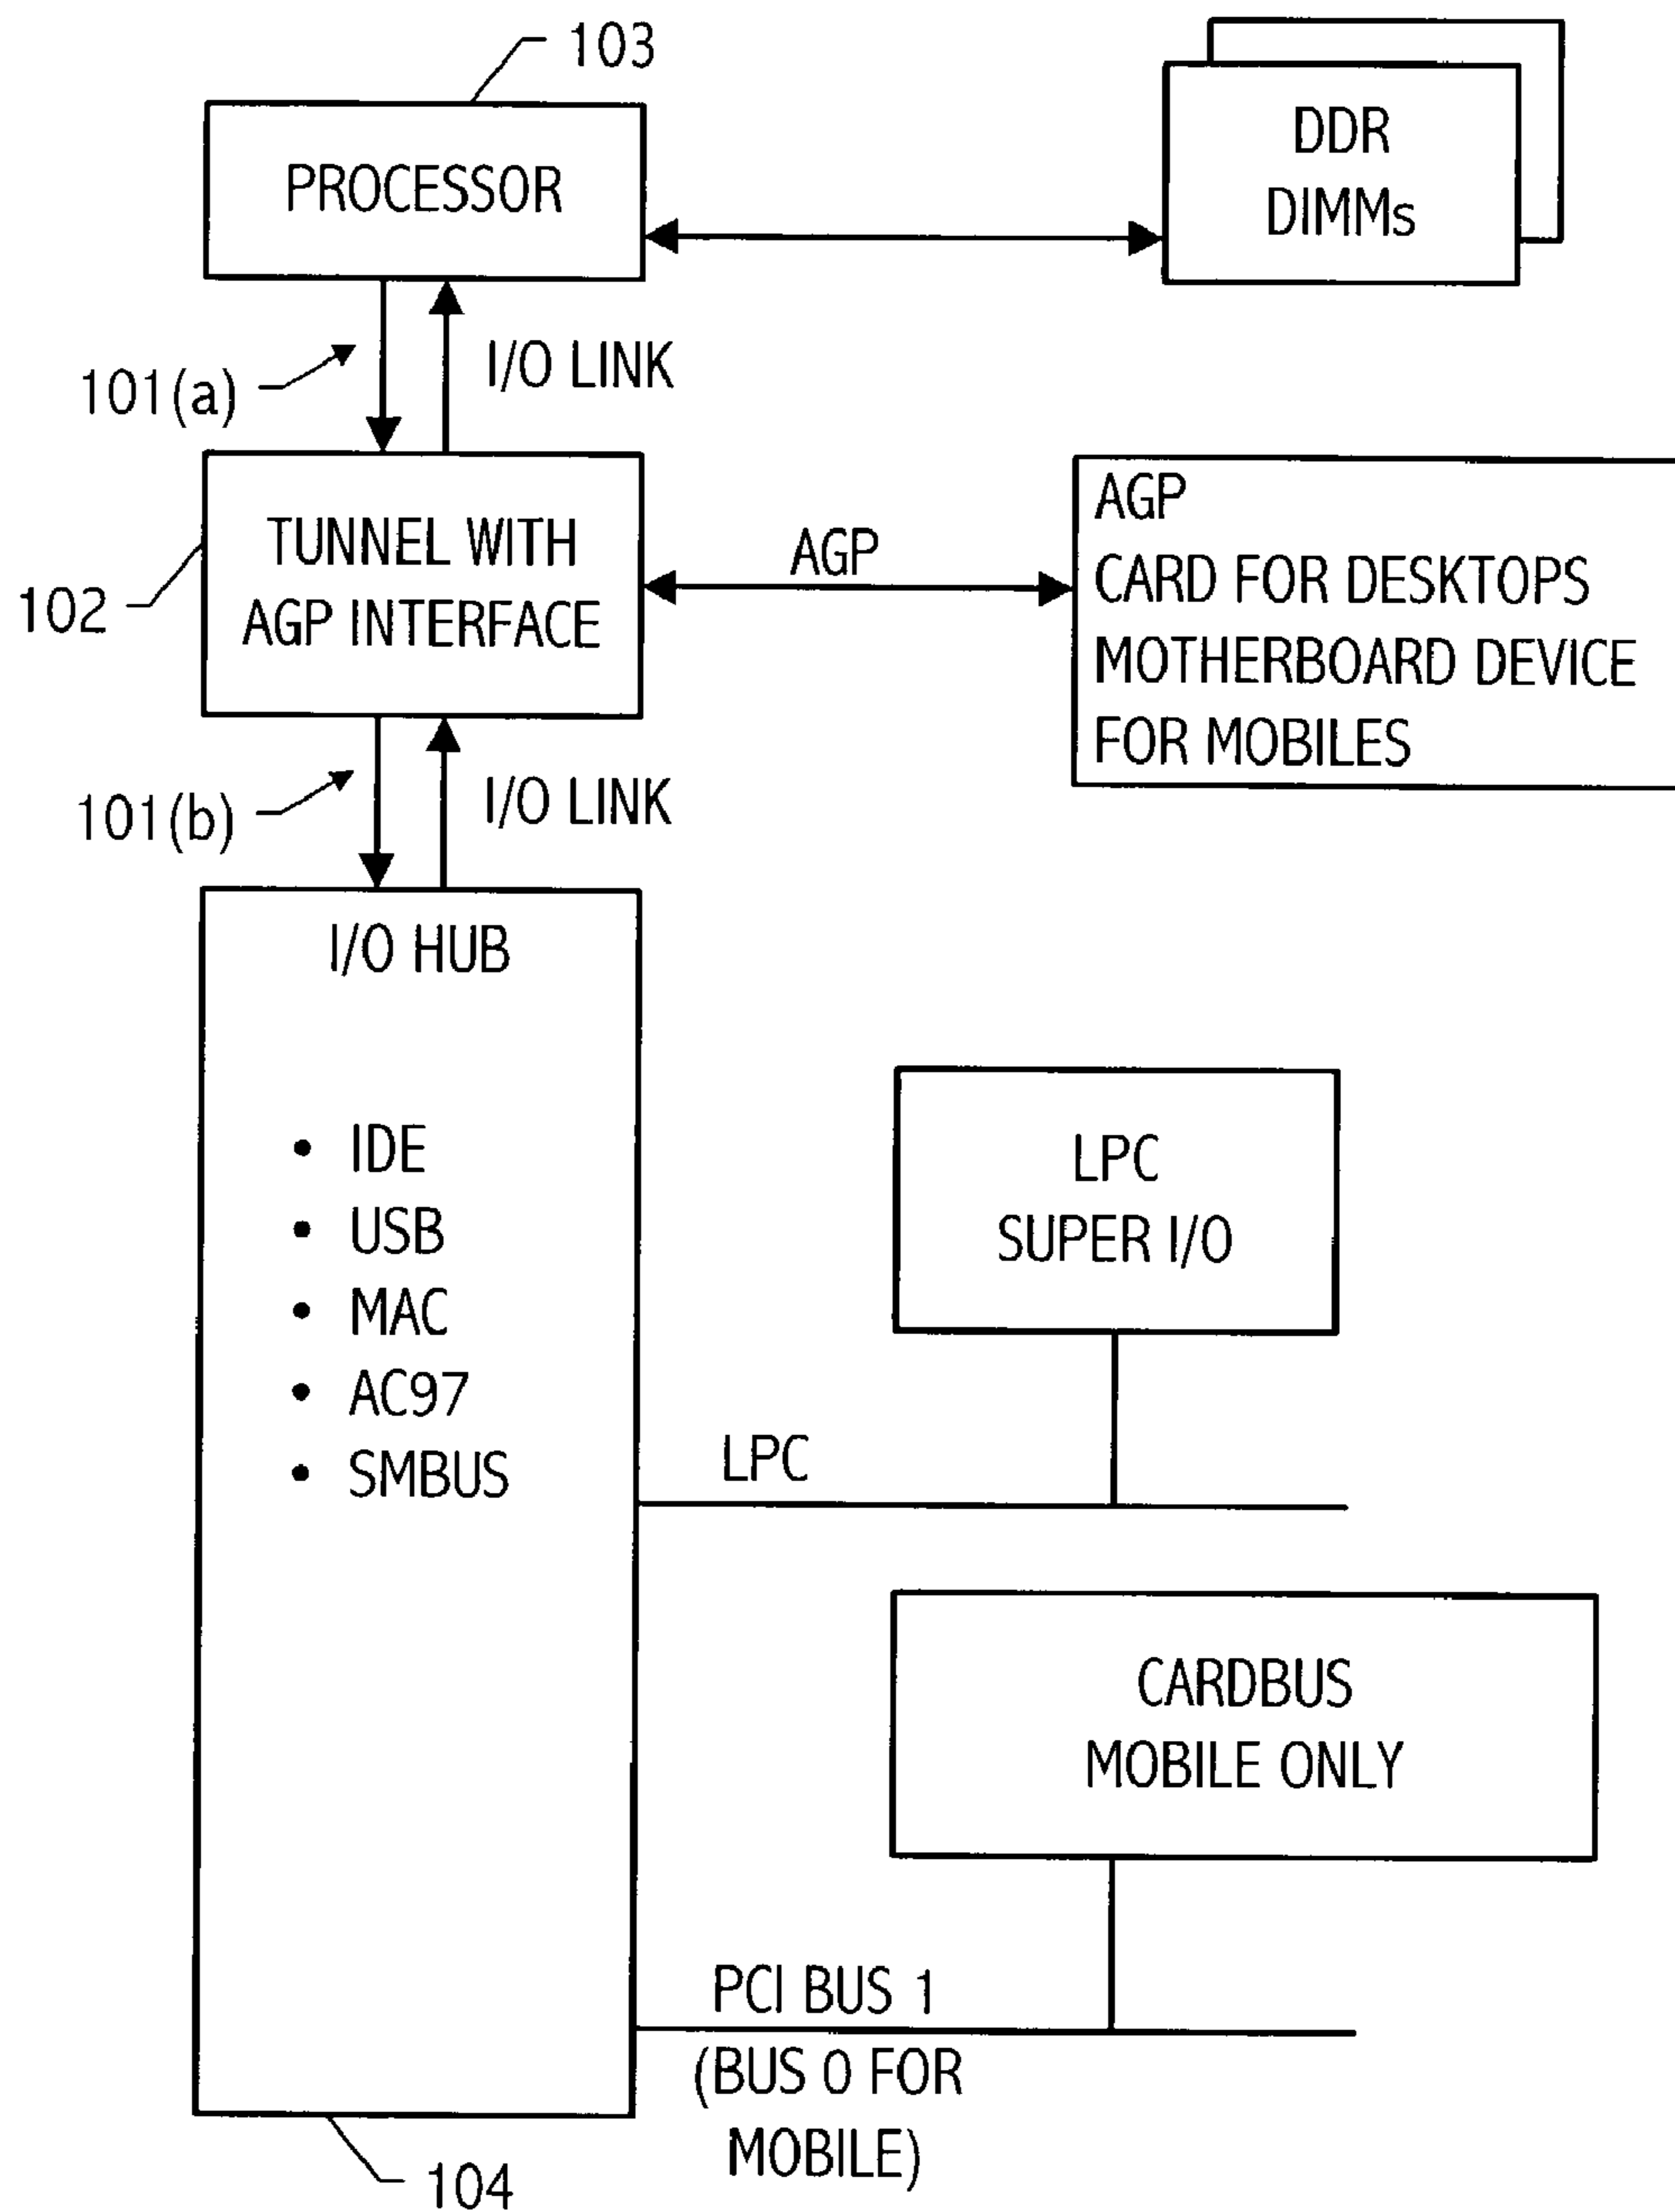 103
PROCESSOR
DDR
DIMMs
101(a)
I/O LINK
102
TUNNEL WITH
AGP INTERFACE
AGP
AGP
CARD FOR DESKTOPS
MOTHERBOARD DEVICE
FOR MOBILES
101(b)
I/O LINK
I/O HUB
• IDE
• USB
• MAC
• AC97
• SMBUS
LPC
SUPER I/O
LPC
CARDBUS
MOBILE ONLY
PCI BUS 1
(BUS 0 FOR
MOBILE)
104